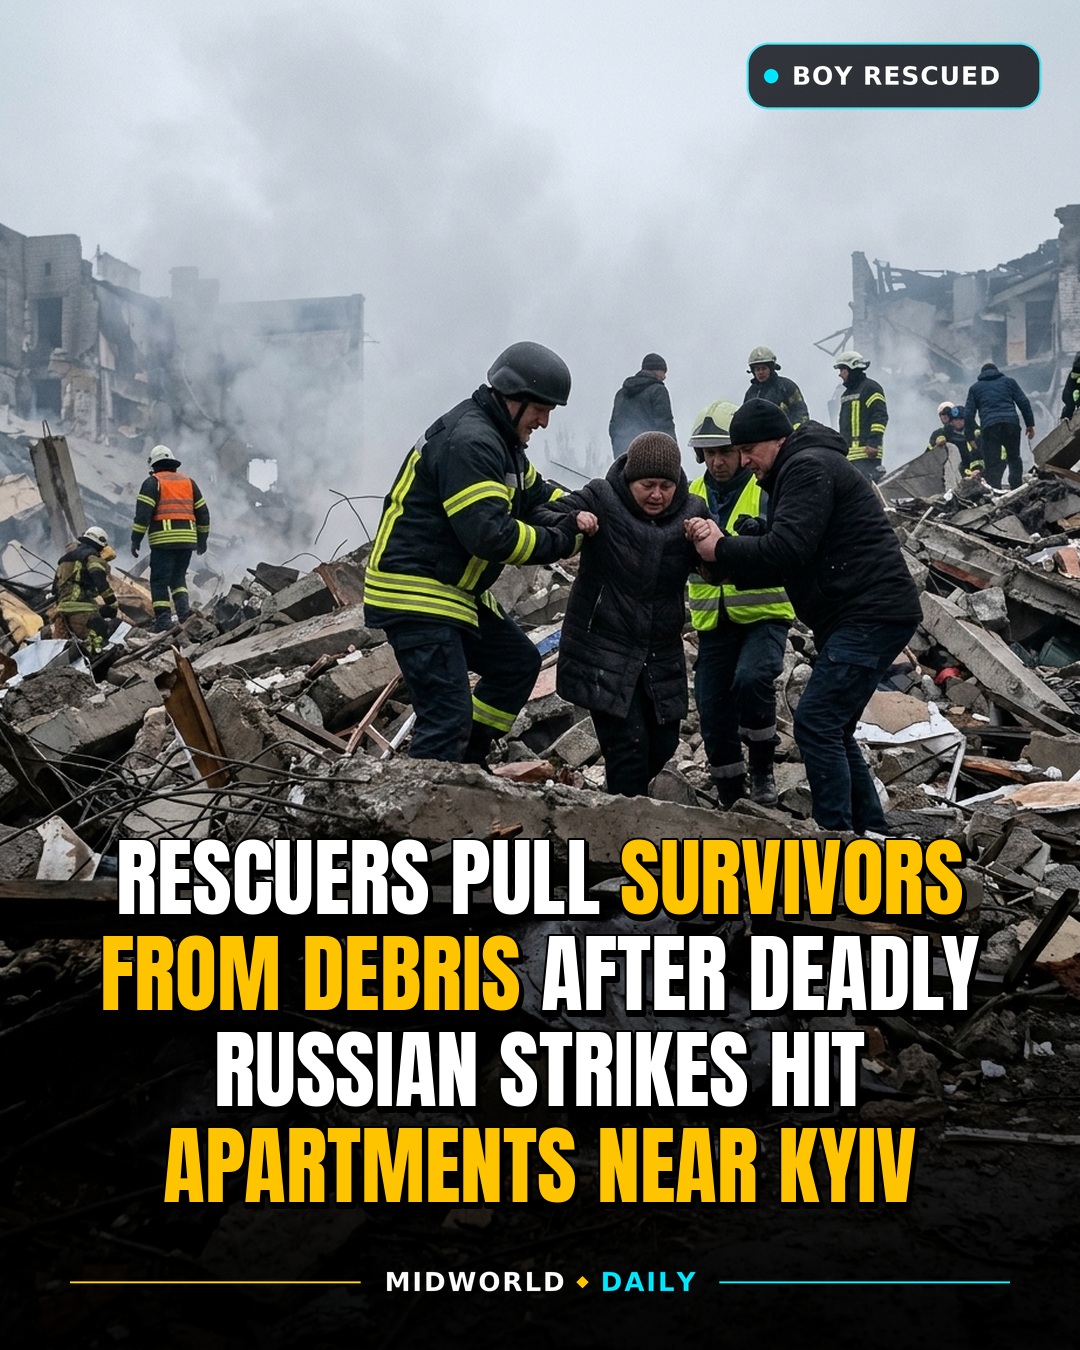 BOY RESCUED
RESCUERS PULL SURVIVORS
FROM DEBRIS AFTER DEADLY
RUSSIAN STRIKES HIT
APARTMENTS NEAR KYIV
MIDWORLD DAILY